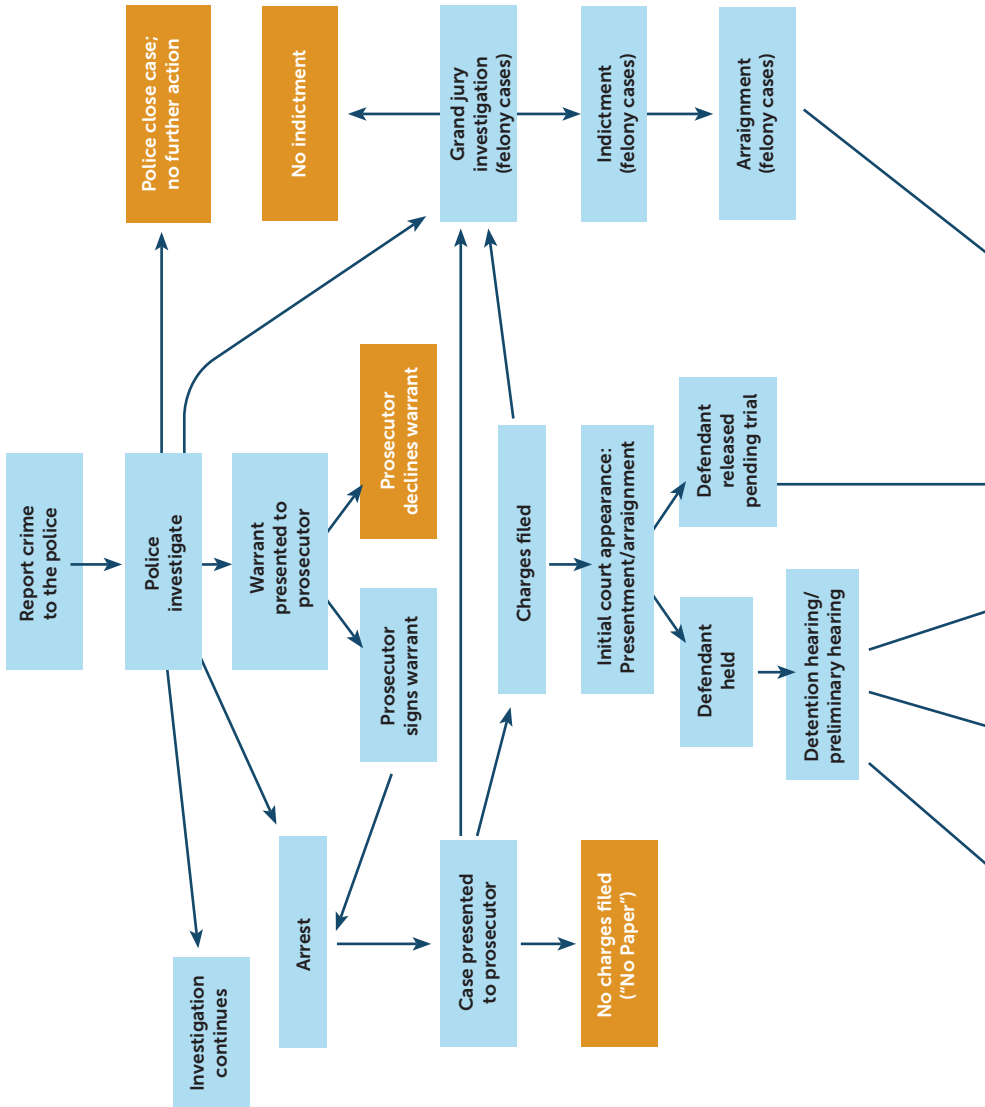 Report crime
to the police
Police
investigate
Police close case;
no further action
Investigation
continues
Arrest
Warrant
presented to
prosecutor
Prosecutor
signs warrant
Prosecutor
declines warrant
No indictment
Case presented
to prosecutor
Charges filed
Grand jury
investigation
(felony cases)
No charges filed
(“No Paper”)
Initial court appearance:
Presentment/arraignment
Indictment
(felony cases)
Defendant
held
Defendant
released
pending trial
Arraignment
(felony cases)
Detention hearing/
preliminary hearing